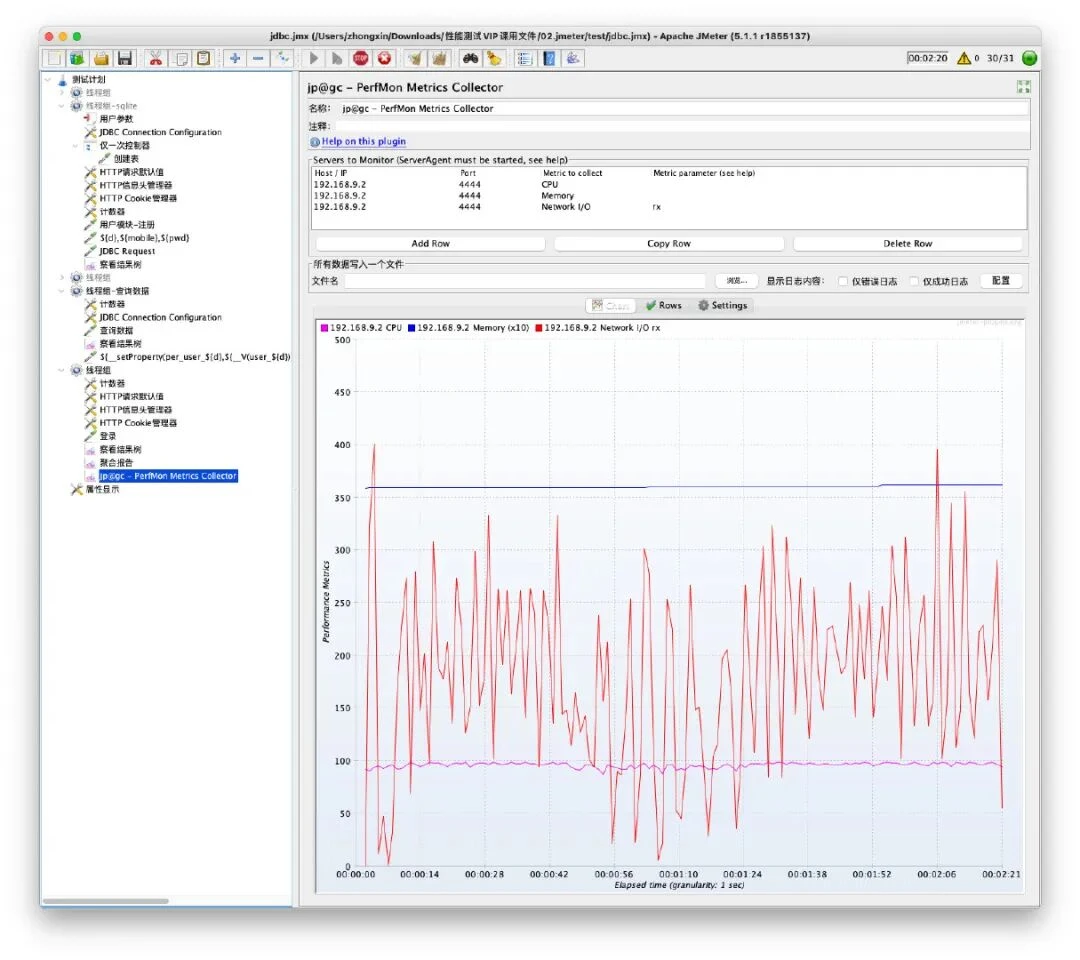 jdbc.jmx (/Users/zhongxin/Downloads/性能测试VIP课用文件/02.jmeter/test/jdbc.jmx) - Apache JMeter (5.1.1 r1855137)
STOP
00:02:20
0
30/31
测试计划
线程组
线程组-sqlite
用户参数
JDBC Connection Configuration
仅一次控制器
创建表
HTTP请求默认值
HTTP信息头管理器
HTTP Cookie管理器
计数器
用户模块-注册
${d},${mobile},${pwd}
JDBC Request
察看结果树
线程组
线程组-查询数据
计数器
JDBC Connection Configuration
查询数据
察看结果树
${__setProperty(per_user_${d},${__V(user_${d})
线程组
计数器
HTTP请求默认值
HTTP信息头管理器
HTTP Cookie管理器
登录
察看结果树
聚合报告
jp@gc - PerfMon Metrics Collector
属性显示
jp@gc - PerfMon Metrics Collector
名称: jp@gc - PerfMon Metrics Collector
注释:
Help on this plugin
Servers to Monitor (ServerAgent must be started, see help)
Host / IP Port Metric to collect Metric parameter (see help)
192.168.9.2 4444 CPU
192.168.9.2 4444 Memory
192.168.9.2 4444 Network I/O rx
Add Row Copy Row Delete Row
所有数据写入一个文件
文件名 浏览... 显示日志内容: 仅错误日志 仅成功日志 配置
Chart Rows Settings
jmeter-plugins.org
192.168.9.2 CPU 192.168.9.2 Memory (x10) 192.168.9.2 Network I/O rx
500
450
400
350
300
250
200
150
100
50
0
Performance Metrics
00:00:00 00:00:14 00:00:28 00:00:42 00:00:56 00:01:10 00:01:24 00:01:38 00:01:52 00:02:06 00:02:21
Elapsed time (granularity: 1 sec)